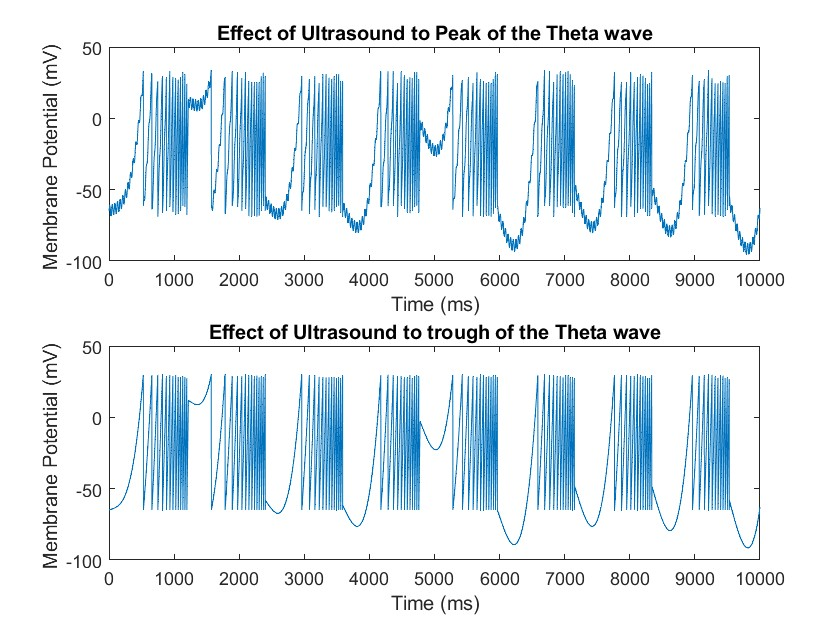 Effect of Ultrasound to Peak of the Theta wave
Membrane Potential (mV)
50
0
-50
-100
0 1000 2000 3000 4000 5000 6000 7000 8000 9000 10000
Time (ms)
Effect of Ultrasound to trough of the Theta wave
Membrane Potential (mV)
50
0
-50
-100
0 1000 2000 3000 4000 5000 6000 7000 8000 9000 10000
Time (ms)